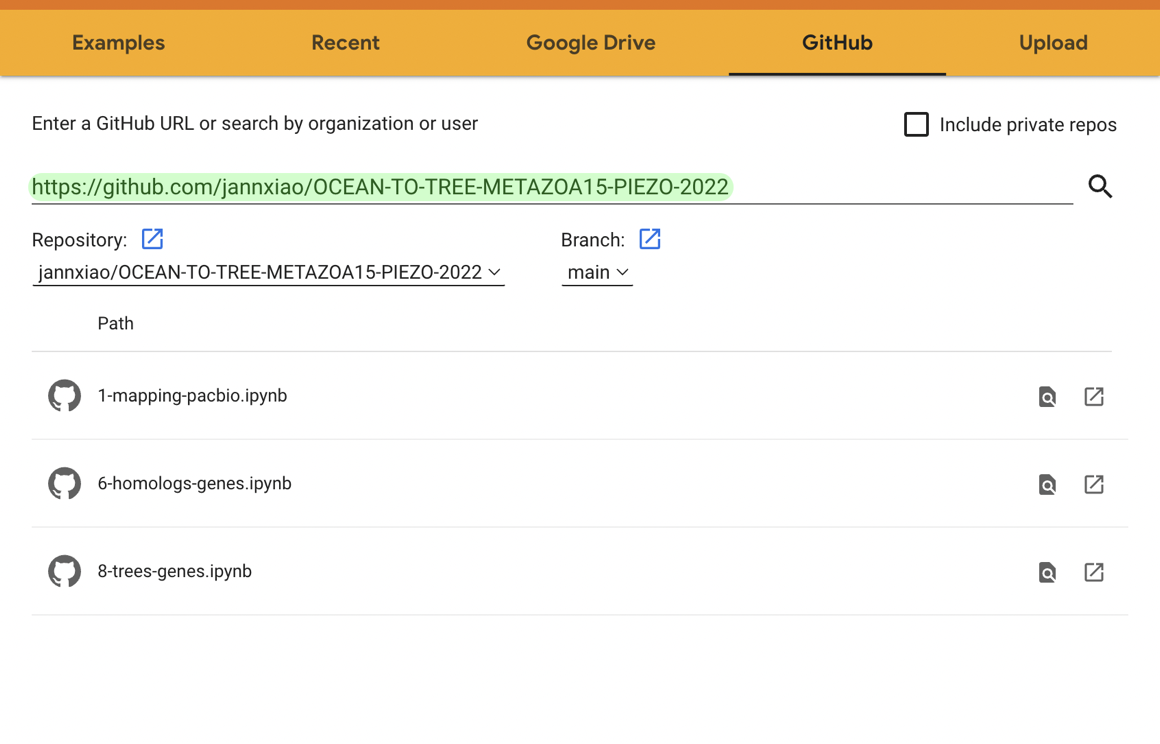 Examples Recent Google Drive GitHub Upload
Enter a GitHub URL or search by organization or user
Include private repos
https://github.com/jannxiao/OCEAN-TO-TREE-METAZOA15-PIEZO-2022
Repository: Branch:
jannxiao/OCEAN-TO-TREE-METAZOA15-PIEZO-2022 main
Path
1-mapping-pacbio.ipynb
6-homologs-genes.ipynb
8-trees-genes.ipynb